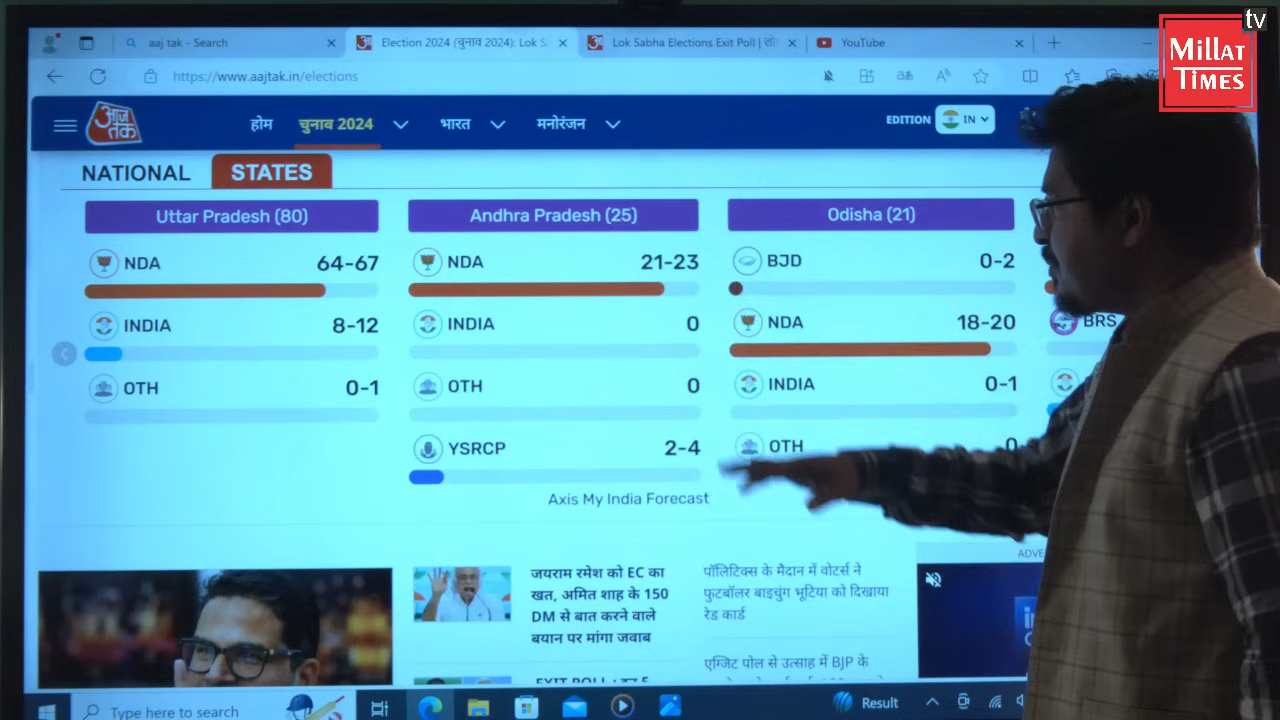 tv
MILLAT
TIMES
aaj tak - Search
Election 2024 (चुनाव 2024): Lok S
Lok Sabha Elections Exit Poll | लो
YouTube
https://www.aajtak.in/elections
आज तक
होम
चुनाव 2024
भारत
मनोरंजन
EDITION
IN
NATIONAL
STATES
Uttar Pradesh (80)
NDA 64-67
INDIA 8-12
OTH 0-1
Andhra Pradesh (25)
NDA 21-23
INDIA 0
OTH 0
YSRCP 2-4
Odisha (21)
BJD 0-2
NDA 18-20
INDIA 0-1
OTH 0
BRS
Axis My India Forecast
जयराम रमेश को EC का
खत, अमित शाह के 150
DM से बात करने वाले
बयान पर मांगा जवाब
पॉलिटिक्स के मैदान में वोटर्स ने
फुटबॉलर बाइचुंग भूटिया को दिखाया
रेड कार्ड
एग्जिट पोल से उत्साह में BJP के
EXIT POLL
ADVE
Type here to search
Result